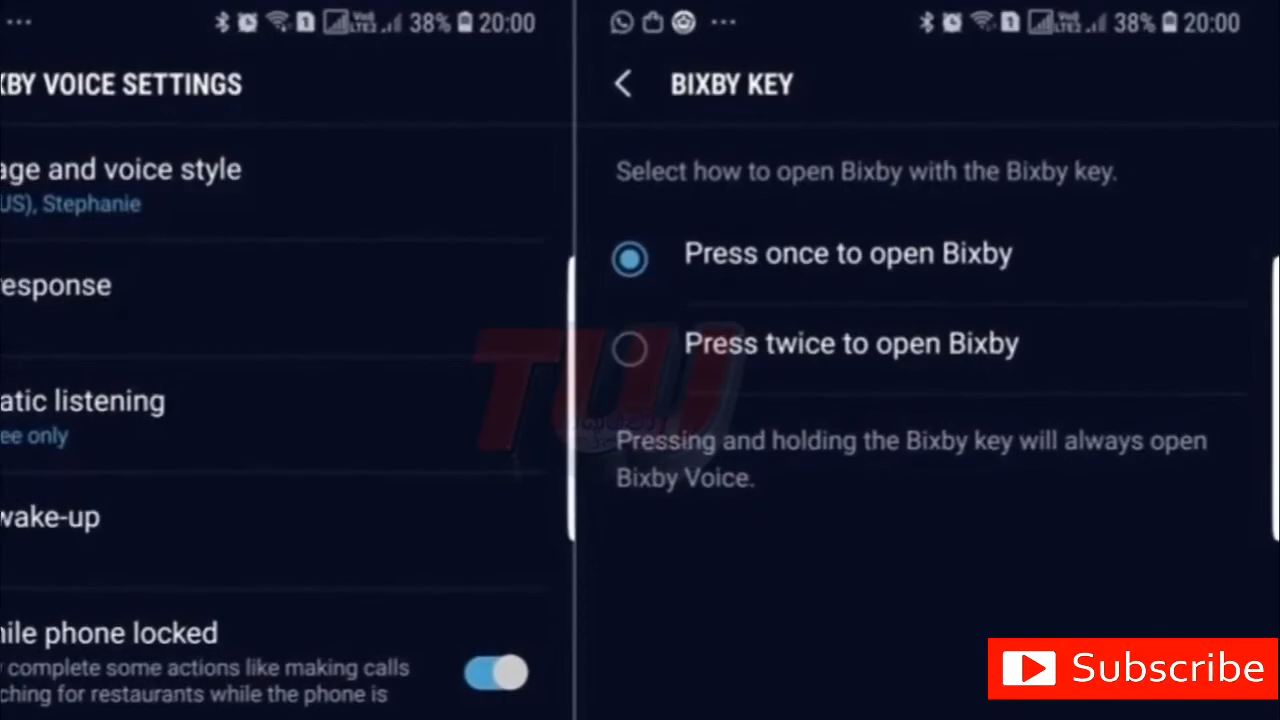 38% 20:00
XBY VOICE SETTINGS
age and voice style
US), Stephanie
response
atic listening
ee only
wake-up
hile phone locked
complete some actions like making calls
ching for restaurants while the phone is
38% 20:00
BIXBY KEY
Select how to open Bixby with the Bixby key.
Press once to open Bixby
Press twice to open Bixby
Pressing and holding the Bixby key will always open
Bixby Voice.
TUJ
Subscribe